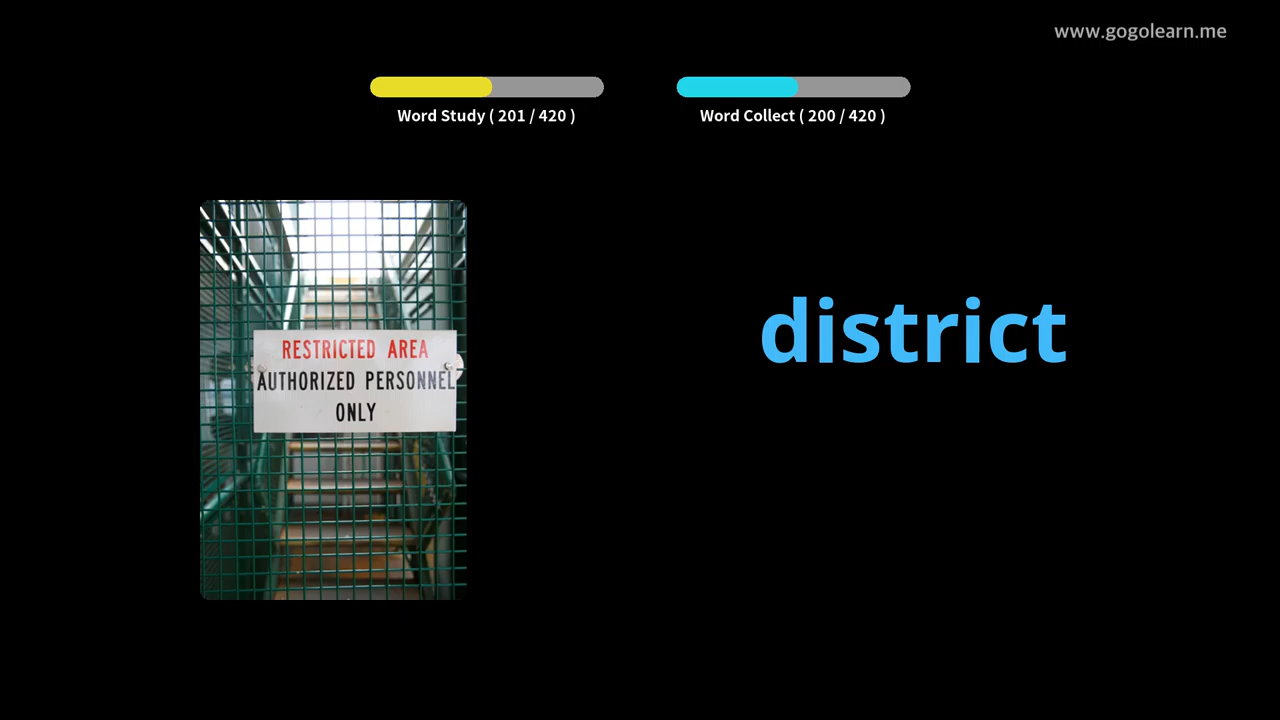 www.gogolearn.me
Word Study ( 201 / 420 )
Word Collect ( 200 / 420 )
RESTRICTED AREA
AUTHORIZED PERSONNEL
ONLY
district